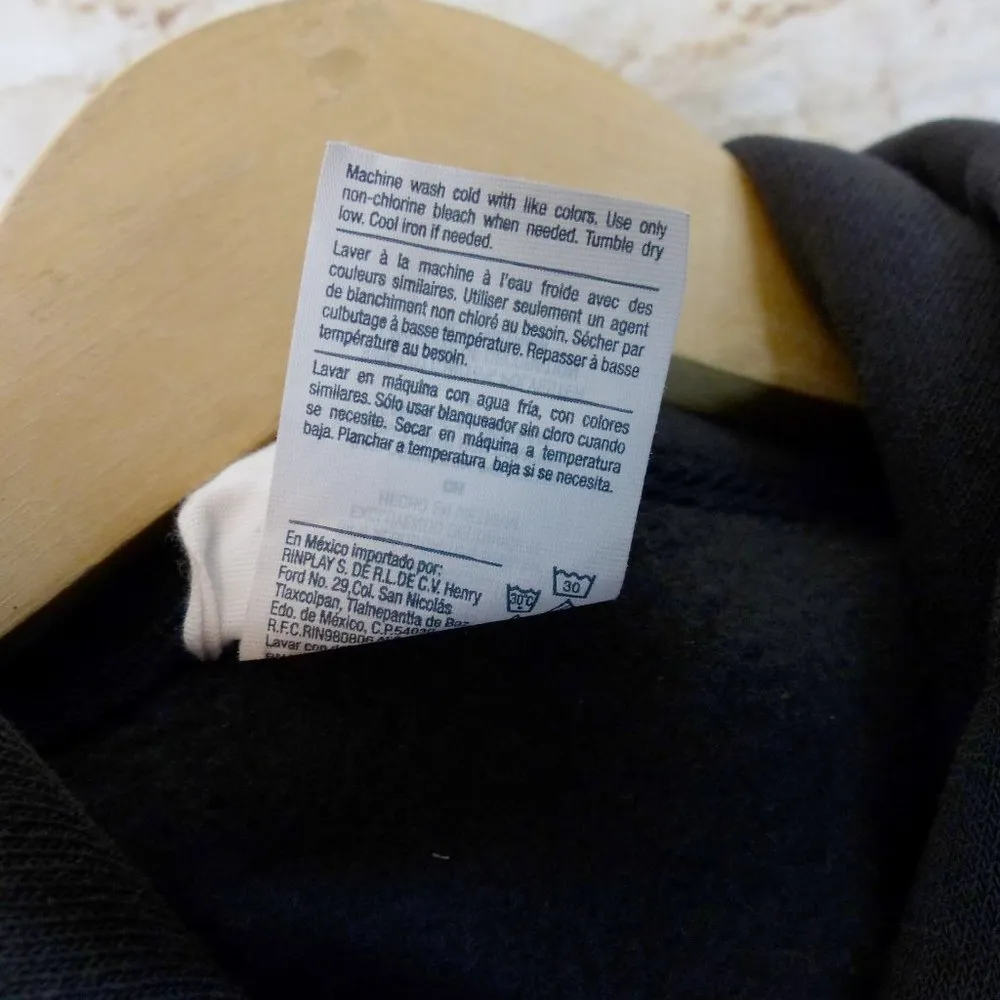 Machine wash cold with like colors. Use only
non-chlorine bleach when needed. Tumble dry
low. Cool iron if needed.
Laver à la machine à l'eau froide avec des
couleurs similaires. Utiliser seulement un agent
de blanchiment non chloré au besoin. Sécher par
culbutage à basse température. Repasser à basse
température au besoin.
Lavar en máquina con agua fría, con colores
similares. Sólo usar blanqueador sin cloro cuando
se necesite. Secar en máquina a temperatura
baja. Planchar a temperatura baja si se necesita.
En México importado por:
RINPLAY S. DE R.L.DE C.V. Henry
Ford No. 29,Col. San Nicolás
Tlaxcolpan, Tlalnepantla de
Edo. de México,
Lavar
30°C
30